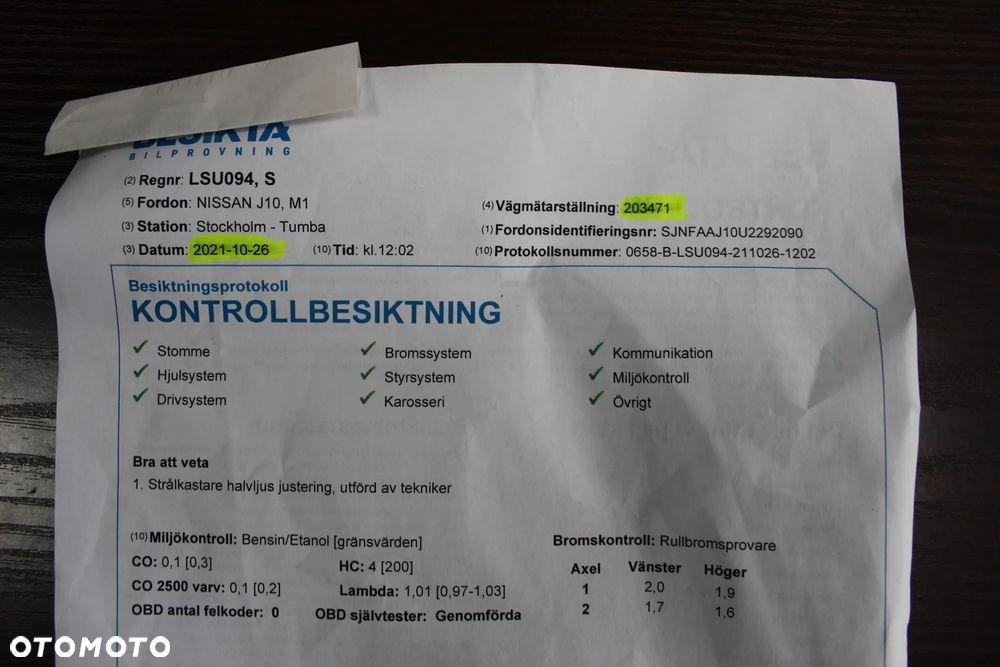 BESIKTA
BILPROVNING
(2) Regnr: LSU094, S
(5) Fordon: NISSAN J10, M1
(4) Vägmätarställning: 203471
(3) Station: Stockholm - Tumba
(1) Fordonsidentifieringsnr: SJNFAAJ10U2292090
(3) Datum: 2021-10-26 (10) Tid: kl.12:02
(10) Protokollsnummer: 0658-B-LSU094-211026-1202
Besiktningsprotokoll
KONTROLLBESIKTNING
✓ Stomme ✓ Bromssystem ✓ Kommunikation
✓ Hjulsystem ✓ Styrsystem ✓ Miljökontroll
✓ Drivsystem ✓ Karosseri ✓ Övrigt
Bra att veta
1. Strålkastare halvljus justering, utförd av tekniker
(10) Miljökontroll: Bensin/Etanol [gränsvärden]
CO: 0,1 [0,3] HC: 4 [200]
CO 2500 varv: 0,1 [0,2] Lambda: 1,01 [0,97-1,03]
OBD antal felkoder: 0 OBD självtester: Genomförda
Bromskontroll: Rullbromsprovare
Axel Vänster Höger
1 2,0 1,9
2 1,7 1,6
OTOMOTO